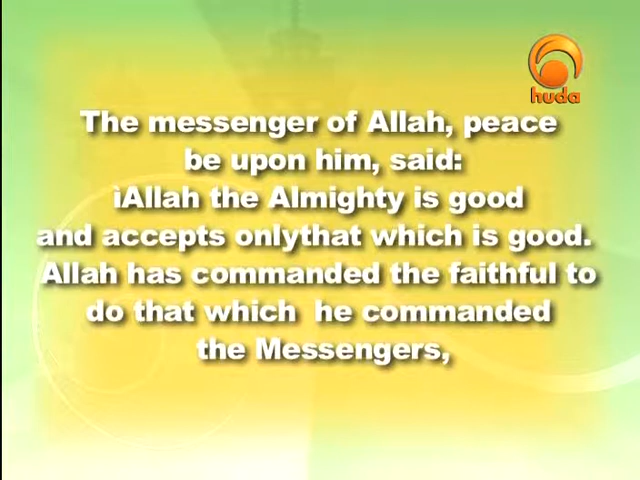 huda
The messenger of Allah, peace
be upon him, said:
ìAllah the Almighty is good
and accepts onlythat which is good.
Allah has commanded the faithful to
do that which  he commanded
the Messengers,